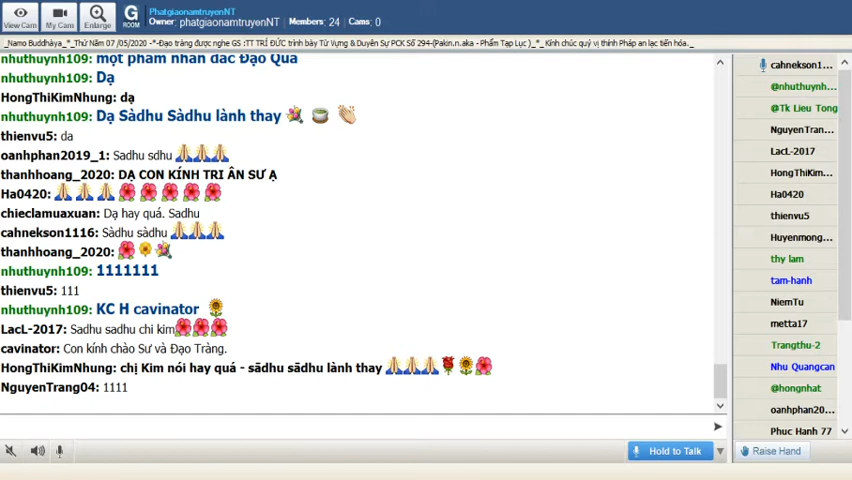 View Cam
My Cam
Enlarge
G
ROOM
PhatgiaonamtruyenNT
Owner: phatgiaonamtruyenNT Members: 24 Cams: 0
_Namo Buddhàya_*_Thứ Năm 07 /05/2020 -*-Đạo tràng được nghe GS :TT TRÍ ĐỨC trình bày Từ Vựng & Duyên Sự PCK Số 294-(Pakin.n.aka - Phẩm Tạp Lục )_*_ Kính chúc quý vị thính Pháp an lạc tiến hóa._
nhuthuynh109: một phàm nhân đắc Đạo Quả
nhuthuynh109: Dạ
HongThiKimNhung: dạ
nhuthuynh109: Dạ Sàdhu Sàdhu lành thay
thienvu5: da
oanhphan2019_1: Sadhu sdhu
thanhhoang_2020: DẠ CON KÍNH TRI ÂN SƯ Ạ
Ha0420:
chieclamuaxuan: Dạ hay quá. Sadhu
cahnekson1116: Sàdhu sàdhu
thanhhoang_2020:
nhuthuynh109: 1111111
thienvu5: 111
nhuthuynh109: KC H cavinator
LacL-2017: Sadhu sadhu chi kim
cavinator: Con kính chào Sư và Đạo Tràng.
HongThiKimNhung: chị Kim nói hay quá - sādhu sādhu lành thay
NguyenTrang04: 1111
Hold to Talk
cahnekson1...
@nhuthuynh...
@Tk Lieu Tong
NguyenTran...
LacL-2017
HongThiKim...
Ha0420
thienvu5
Huyenmong...
thy lam
tam-hanh
NiemTu
metta17
Trangthu-2
Nhu Quangcan
@hongnhat
oanhphan20...
Phuc Hanh 77
Raise Hand